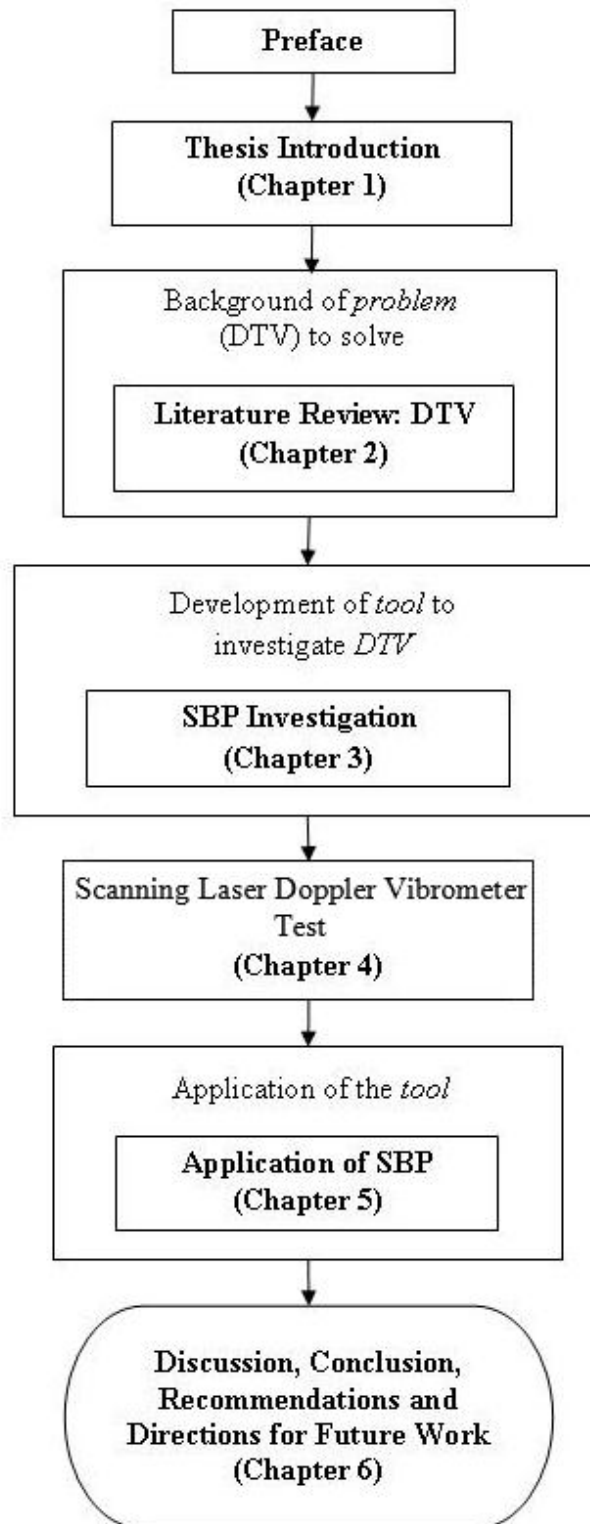 Preface
Thesis Introduction
(Chapter 1)
Background of problem
(DTV) to solve
Literature Review: DTV
(Chapter 2)
Development of tool to
investigate DTV
SBP Investigation
(Chapter 3)
Scanning Laser Doppler Vibrometer
Test
(Chapter 4)
Application of the tool
Application of SBP
(Chapter 5)
Discussion, Conclusion,
Recommendations and
Directions for Future Work
(Chapter 6)